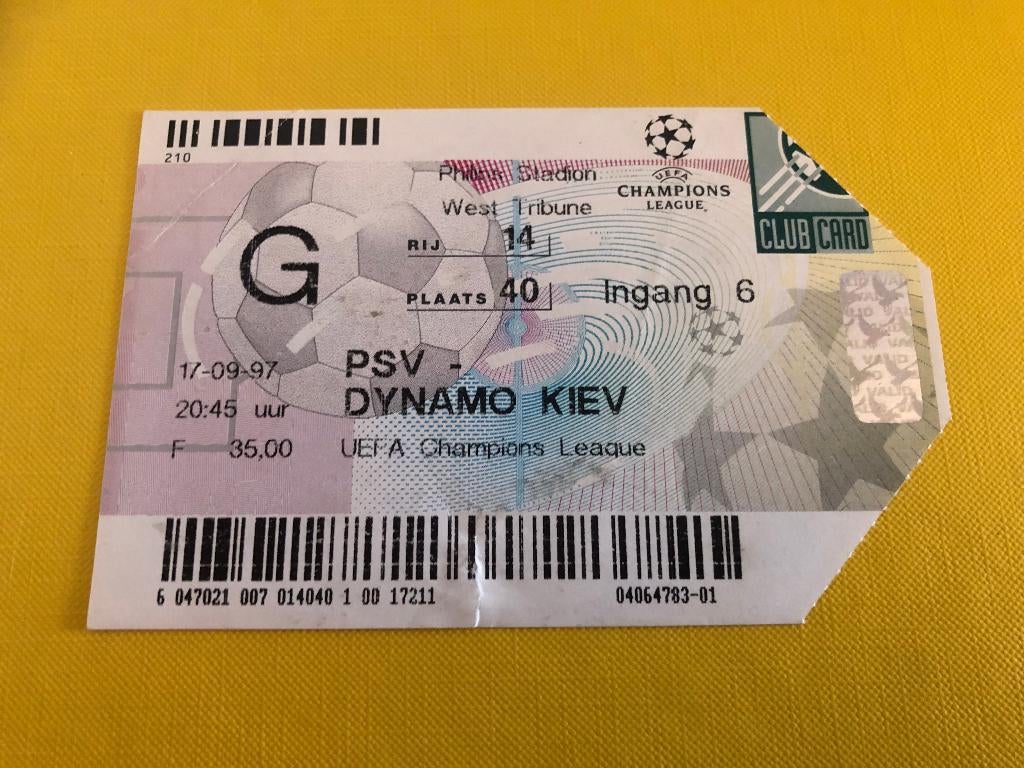 210
Philips Stadion
West Tribune
UEFA
CHAMPIONS
LEAGUE
CLUB CARD
G
RIJ 14
PLAATS 40
Ingang 6
VALID
17-09-97
PSV -
20:45 uur
DYNAMO KIEV
F 35,00
UEFA Champions League
6 047021 007 014040 1 00 17211
04064783-01